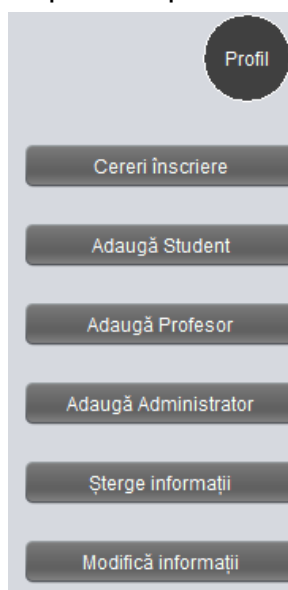 Profil
Cereri înscriere
Adaugă Student
Adaugă Profesor
Adaugă Administrator
Șterge informații
Modifică informații